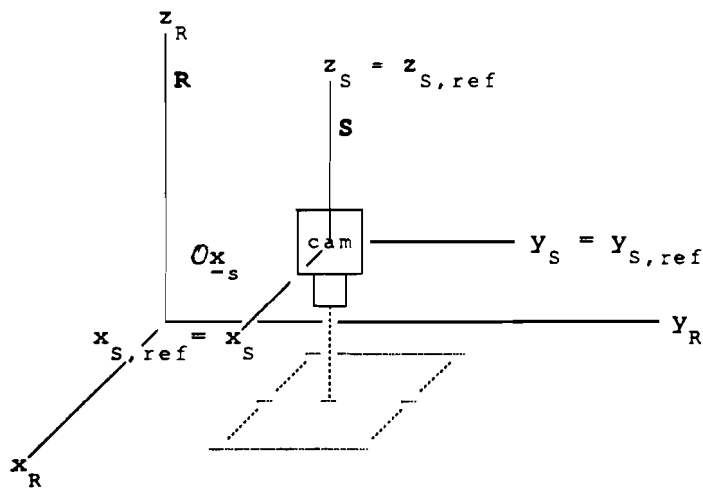 z_R
R
z_S = z_S,ref
S
cam
y_S = y_S,ref
Ox_s
x_S,ref = x_S
y_R
x_R